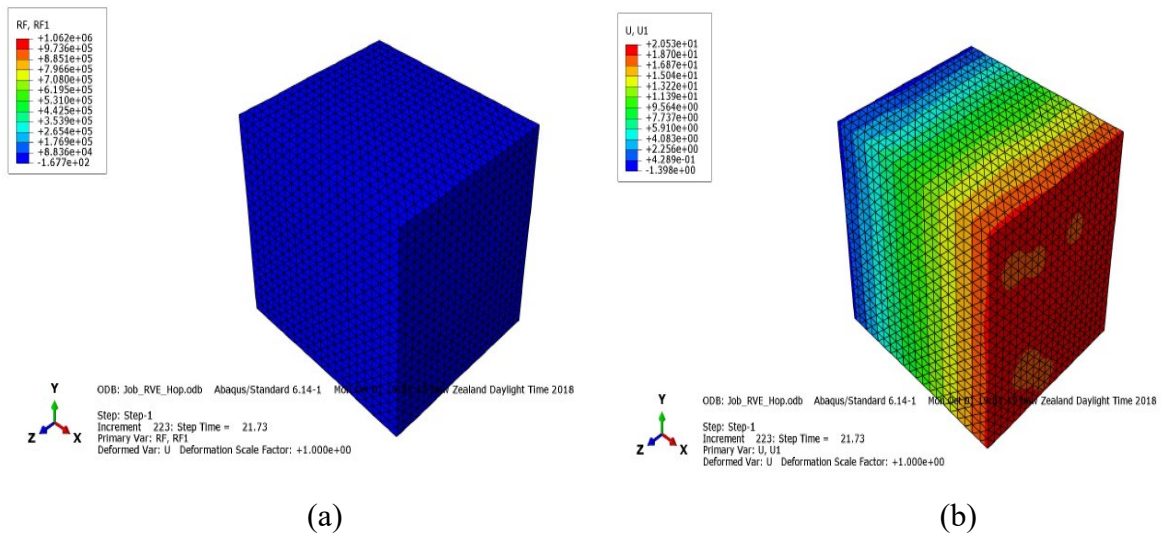 RF, RF1
+1.062e+06
+9.736e+05
+8.851e+05
+7.966e+05
+7.080e+05
+6.195e+05
+5.310e+05
+4.425e+05
+3.539e+05
+2.654e+05
+1.769e+05
+8.836e+04
-1.677e+02
Y
Z
X
ODB: Job_RVE_Hop.odb Abaqus/Standard 6.14-1 Zealand Daylight Time 2018
Step: Step-1
Increment 223: Step Time = 21.73
Primary Var: RF, RF1
Deformed Var: U Deformation Scale Factor: +1.000e+00
(a)
U, U1
+2.053e+01
+1.870e+01
+1.687e+01
+1.504e+01
+1.322e+01
+1.139e+01
+9.564e+00
+7.737e+00
+5.910e+00
+4.083e+00
+2.256e+00
+4.289e-01
-1.398e+00
Y
Z
X
ODB: Job_RVE_Hop.odb Abaqus/Standard 6.14-1 Zealand Daylight Time 2018
Step: Step-1
Increment 223: Step Time = 21.73
Primary Var: U, U1
Deformed Var: U Deformation Scale Factor: +1.000e+00
(b)